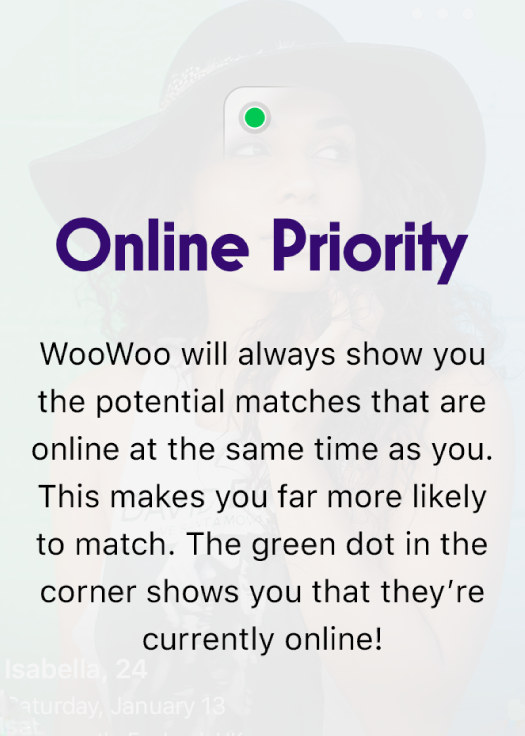 Online Priority
WooWoo will always show you
the potential matches that are
online at the same time as you.
This makes you far more likely
to match. The green dot in the
corner shows you that they’re
currently online!
Isabella, 24
Saturday, January 13